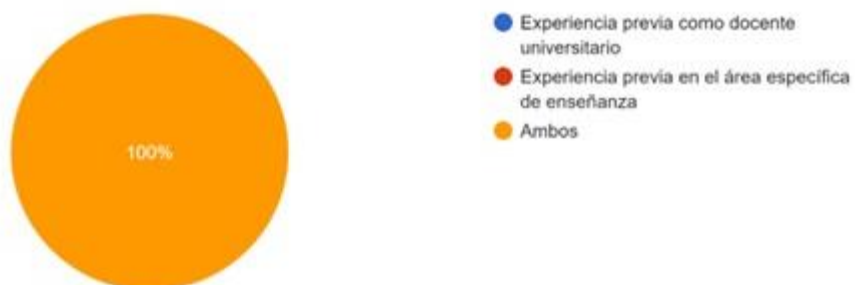 100%
Experiencia previa como docente
universitario
Experiencia previa en el área específica
de enseñanza
Ambos